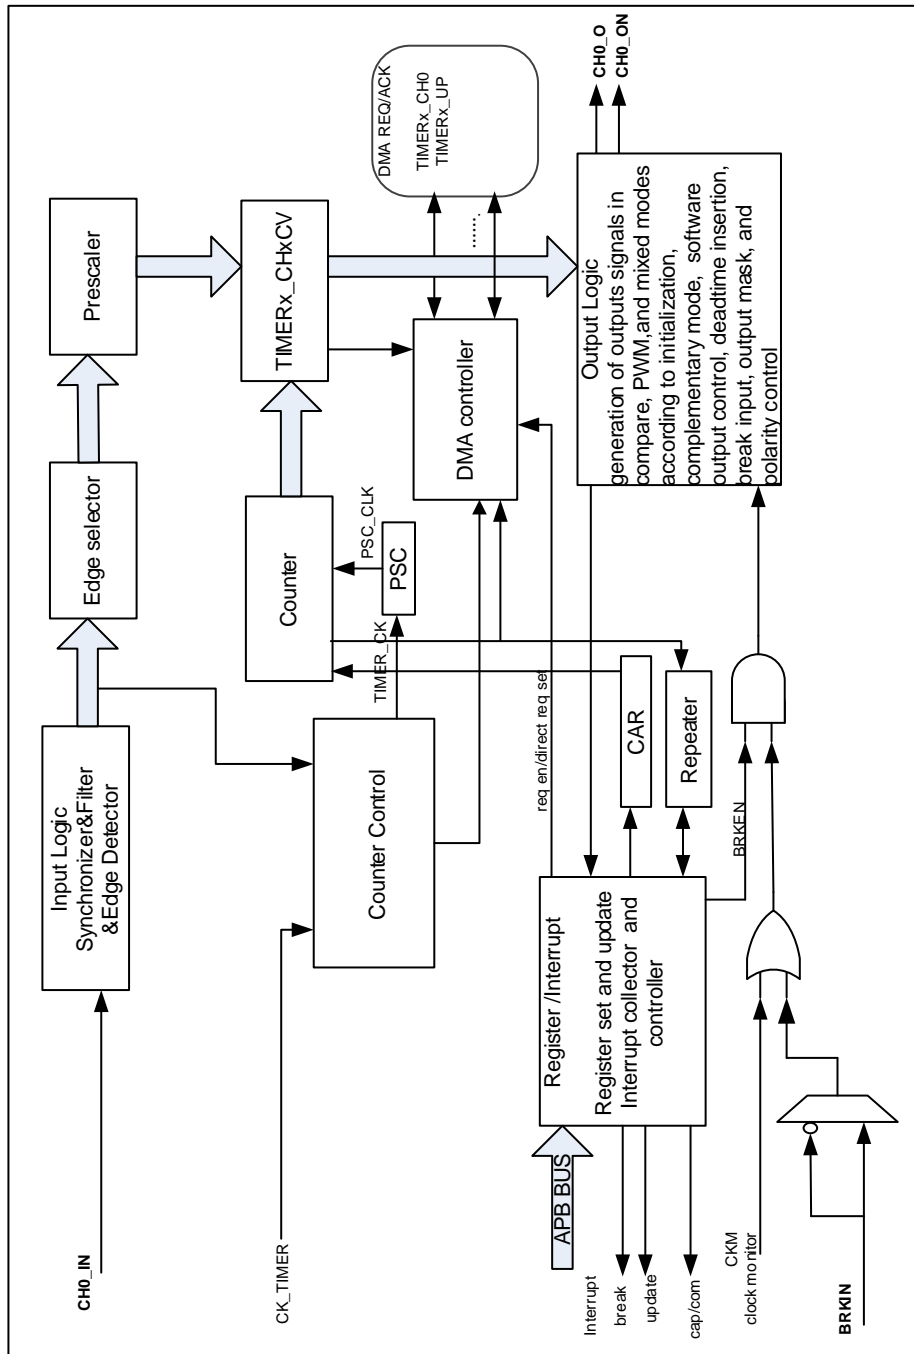 CH0_IN
Input Logic
Synchronizer&Filter
&Edge Detector
Edge selector
Prescaler
CK_TIMER
Counter Control
TIMER_CK
PSC
PSC_CLK
Counter
TIMERx_CHxCV
DMA REQ/ACK
TIMERx_CH0
TIMERx_UP
.......
DMA controller
req en/direct req set
CAR
Repeater
APB BUS
Register /Interrupt
Register set and update
Interrupt collector and
controller
Interrupt
break
update
cap/com
BRKEN
CKM
clock monitor
BRKIN
Output Logic
generation of outputs signals in
compare, PWM,and mixed modes
according to initialization,
complementary mode, software
output control, deadtime insertion,
break input, output mask, and
polarity control
CH0_O
CH0_ON